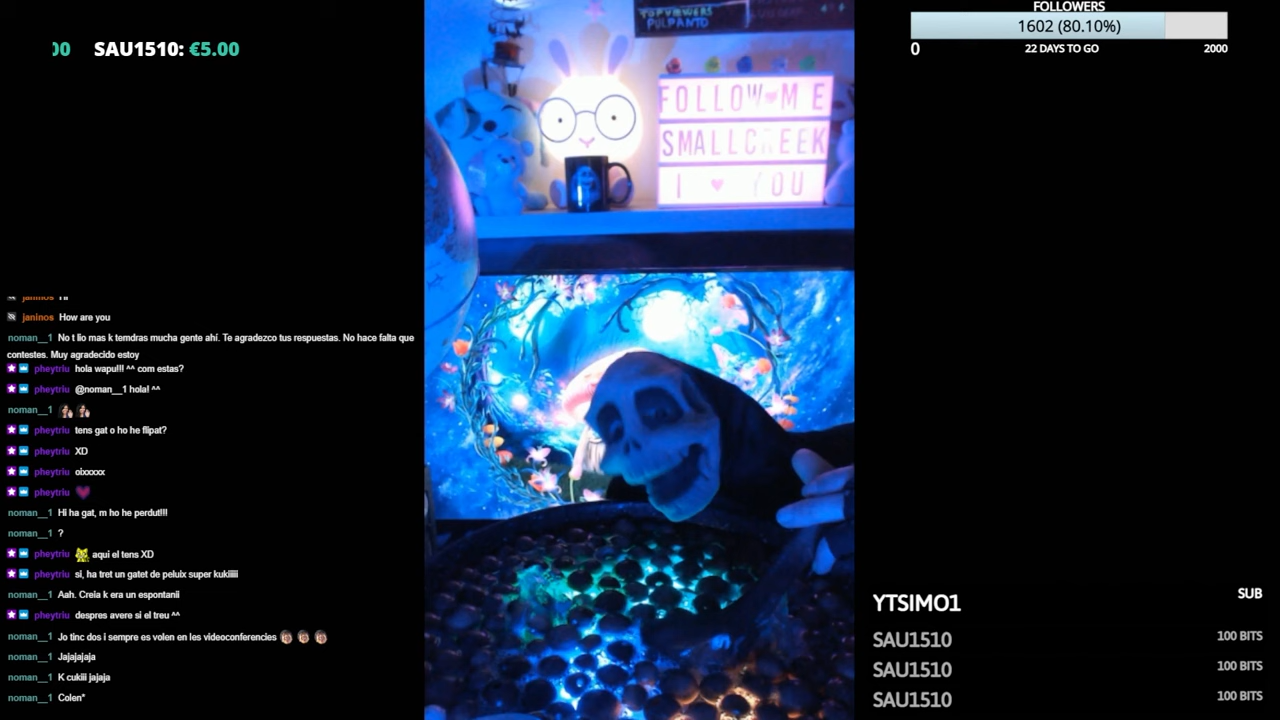 SAU1510: €5.00
FOLLOWERS
1602 (80.10%)
0
22 DAYS TO GO
2000
PULPANTO
FOLLOW♥ME
SMALLCREEK
I ♥ YOU
janinos
janinos How are you
noman__1 No t lio mas k temdras mucha gente ahí. Te agradezco tus respuestas. No hace falta que
contestes. Muy agradecido estoy
pheytriu hola wapu!!! ^^ com estas?
pheytriu @noman__1 hola! ^^
noman__1
pheytriu tens gat o ho he flipat?
pheytriu XD
pheytriu oixxxxx
pheytriu
noman__1 Hi ha gat, m ho he perdut!!!
noman__1 ?
pheytriu aqui el tens XD
pheytriu si, ha tret un gatet de peluix super kukiiiii
noman__1 Aah. Creia k era un espontanii
pheytriu despres avere si el treu ^^
noman__1 Jo tinc dos i sempre es volen en les videoconferencies
noman__1 Jajajajaja
noman__1 K cukiii jajaja
noman__1 Colen*
YTSIMO1 SUB
SAU1510 100 BITS
SAU1510 100 BITS
SAU1510 100 BITS